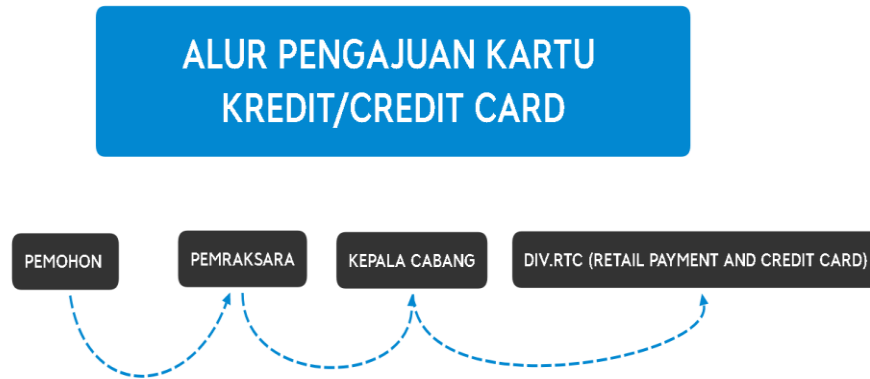 ALUR PENGAJUAN KARTU
KREDIT/CREDIT CARD
PEMOHON
PEMRAKSARA
KEPALA CABANG
DIV.RTC (RETAIL PAYMENT AND CREDIT CARD)